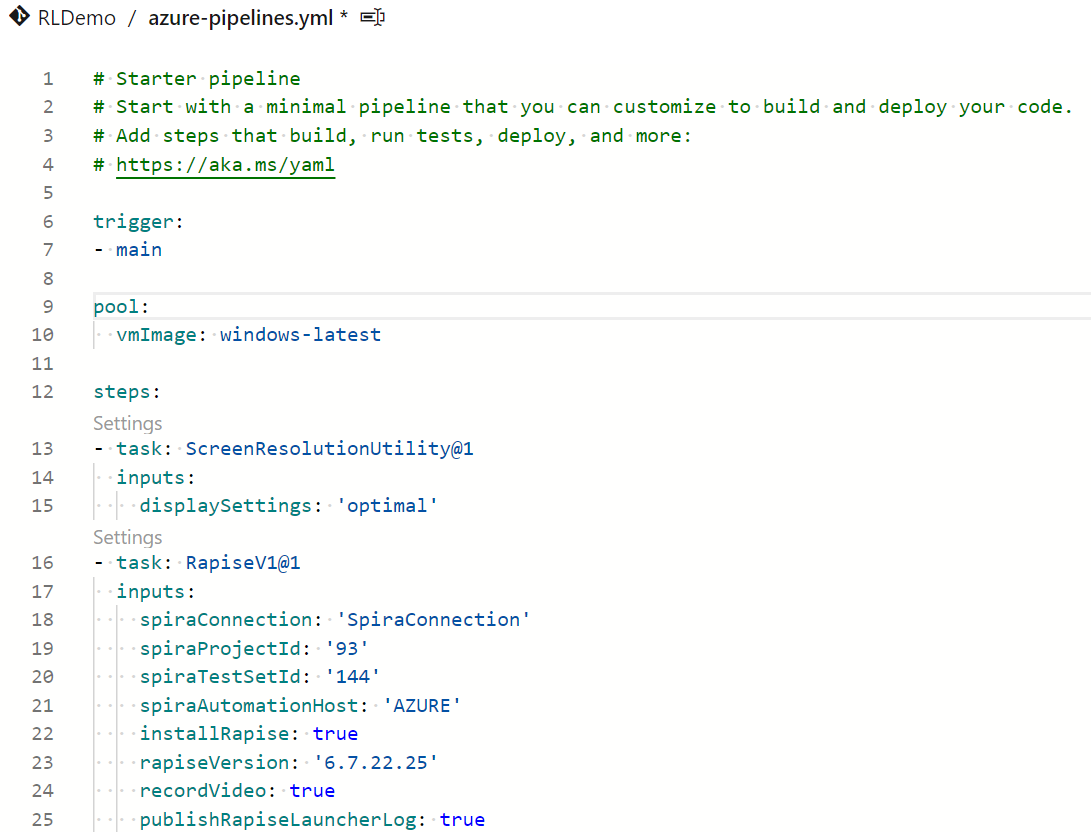 RLDemo / azure-pipelines.yml *
1 # Starter pipeline
2 # Start with a minimal pipeline that you can customize to build and deploy your code.
3 # Add steps that build, run tests, deploy, and more:
4 # https://aka.ms/yaml
5
6 trigger:
7 - main
8
9 pool:
10   vmImage: windows-latest
11
12 steps:
Settings
13 - task: ScreenResolutionUtility@1
14   inputs:
15     displaySettings: 'optimal'
Settings
16 - task: RapiseV1@1
17   inputs:
18     spiraConnection: 'SpiraConnection'
19     spiraProjectId: '93'
20     spiraTestSetId: '144'
21     spiraAutomationHost: 'AZURE'
22     installRapise: true
23     rapiseVersion: '6.7.22.25'
24     recordVideo: true
25     publishRapiseLauncherLog: true